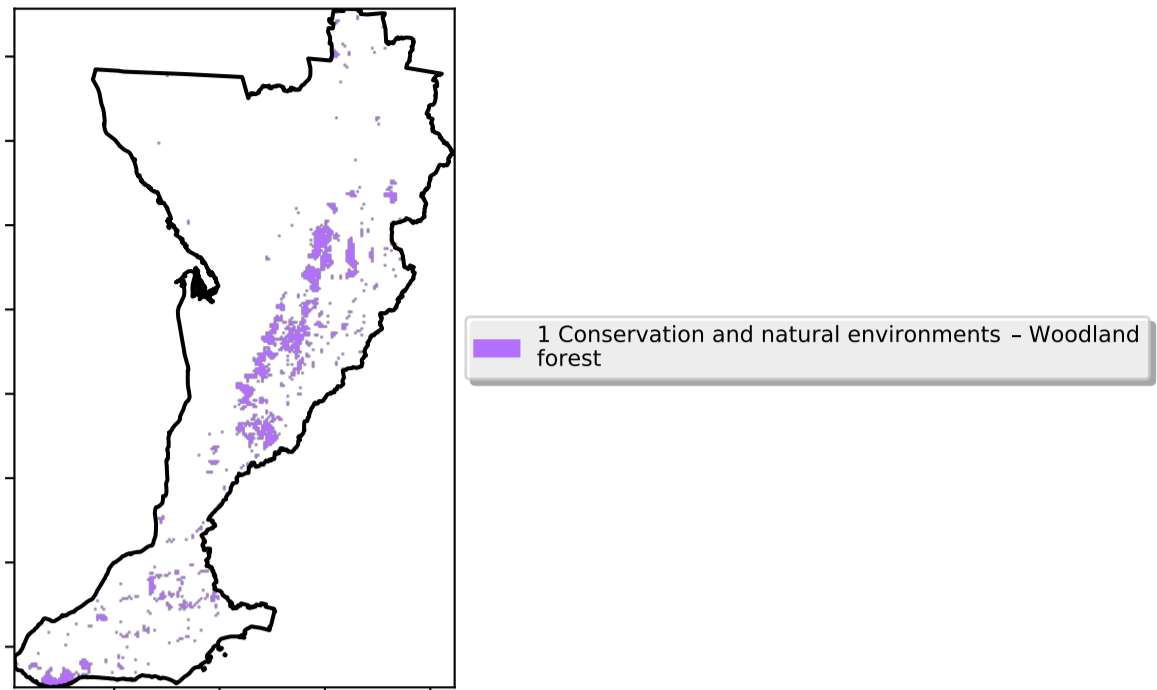 1 Conservation and natural environments – Woodland
forest